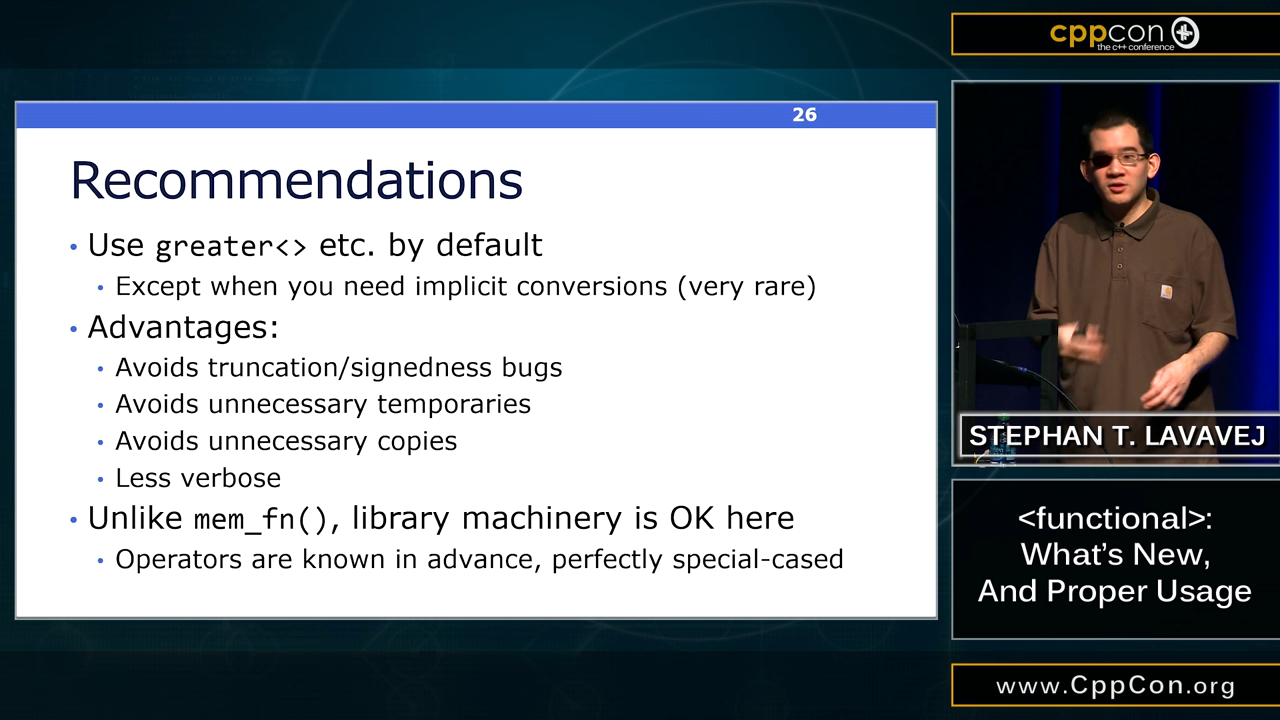 26
Recommendations
• Use greater<> etc. by default
• Except when you need implicit conversions (very rare)
• Advantages:
• Avoids truncation/signedness bugs
• Avoids unnecessary temporaries
• Avoids unnecessary copies
• Less verbose
• Unlike mem_fn(), library machinery is OK here
• Operators are known in advance, perfectly special-cased
cppcon
the c++ conference
STEPHAN T. LAVAVEJ
<functional>:
What's New,
And Proper Usage
www.CppCon.org